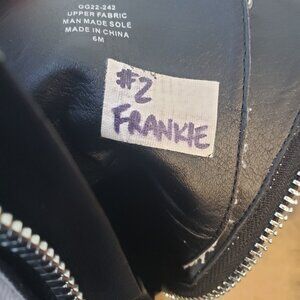 GG22-242
UPPER FABRIC
MAN MADE SOLE
MADE IN CHINA
6M
#2
FRANKIE